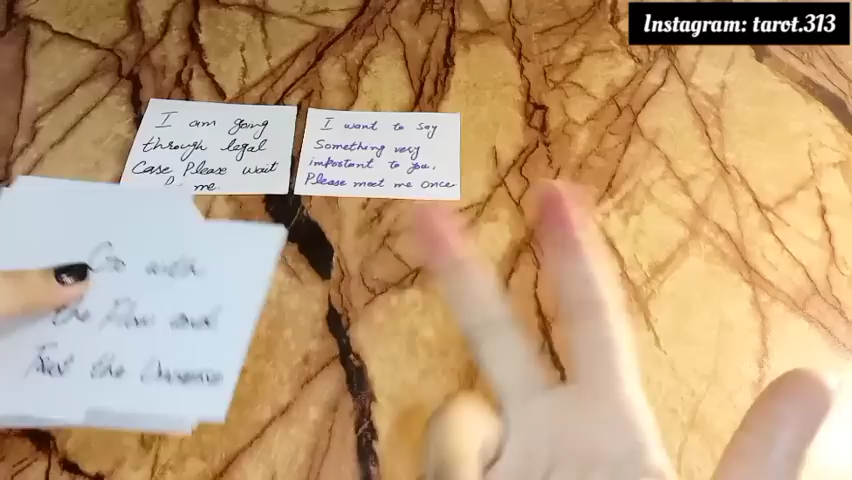 Instagram: tarot.313
I am going
through legal
Case Please wait
me
I want to Say
Something very
important to you,
Please meet me Once
Go with
the Flow and
the Universe